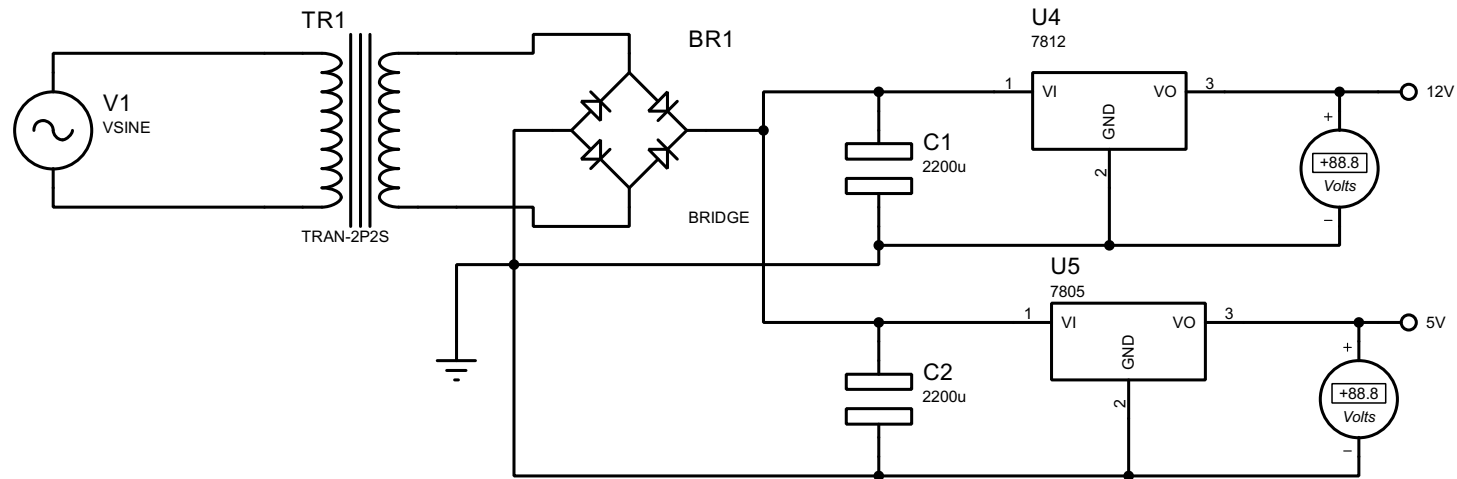 TR1
TRAN-2P2S
V1
VSINE
BR1
BRIDGE
U4
7812
1
VI
VO
3
GND
2
12V
C1
2200u
+
+88.8
Volts
−
U5
7805
1
VI
VO
3
GND
2
5V
C2
2200u
+
+88.8
Volts
−